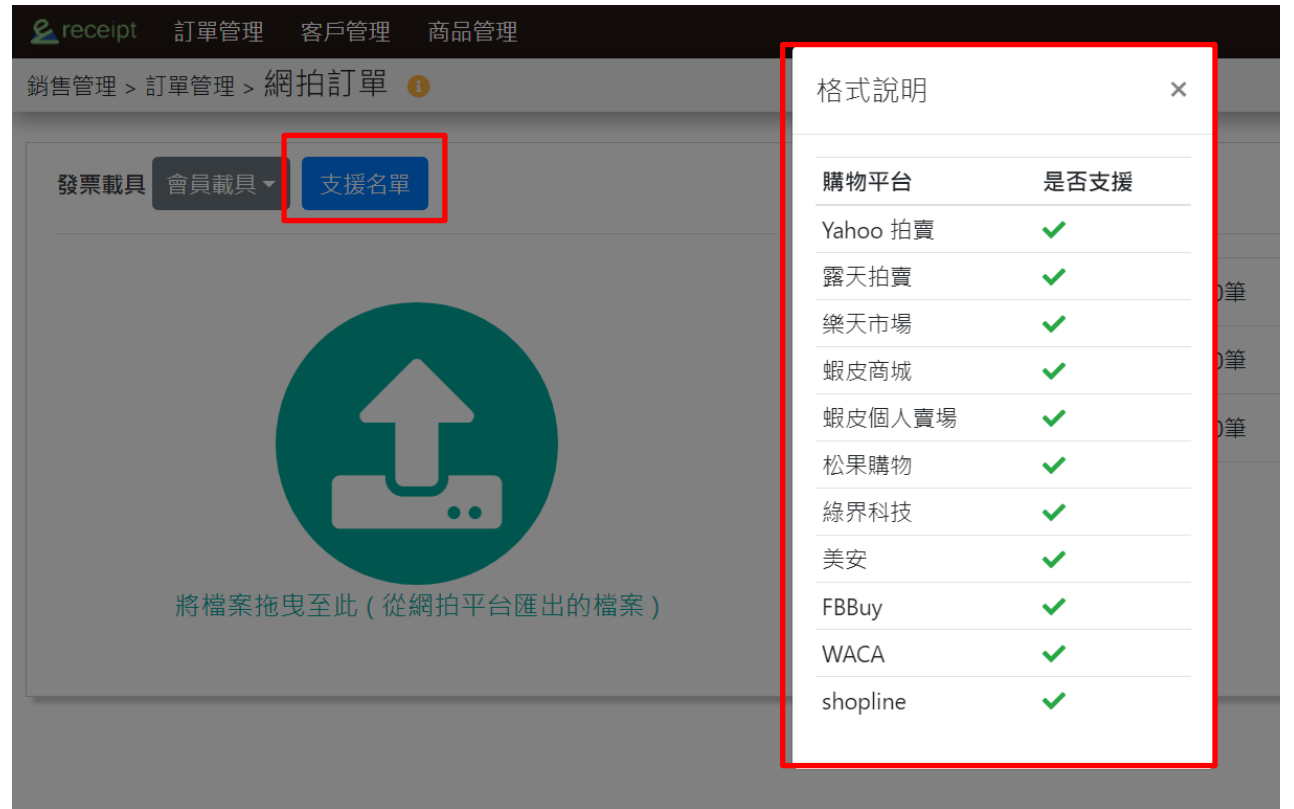 receipt 訂單管理 客戶管理 商品管理
銷售管理 > 訂單管理 > 網拍訂單
發票載具 會員載具 支援名單
將檔案拖曳至此 ( 從網拍平台匯出的檔案 )
格式說明 ×
購物平台 是否支援
Yahoo 拍賣
露天拍賣
樂天市場
蝦皮商城
蝦皮個人賣場
松果購物
綠界科技
美安
FBBuy
WACA
shopline
筆
筆
筆